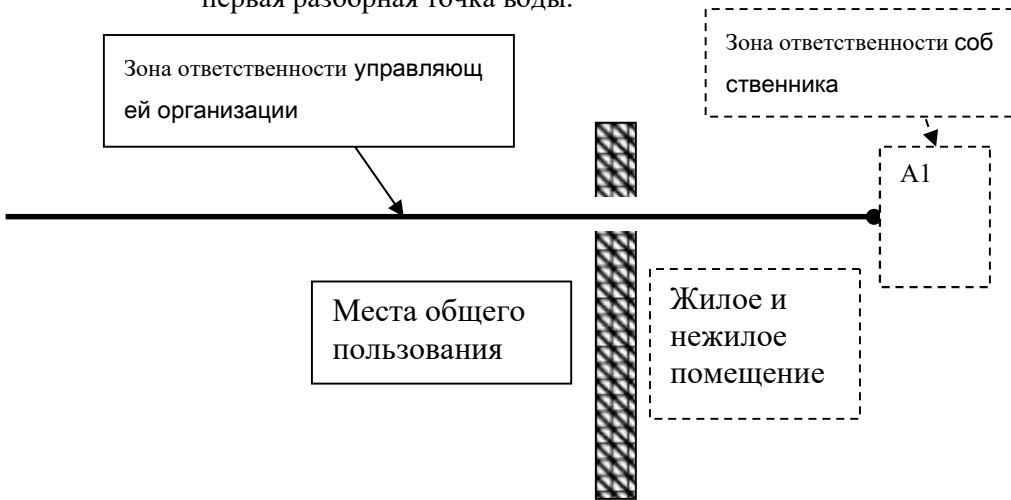 первая разборная точка воды.
Зона ответственности управляющ
ей организации
Зона ответственности соб
ственника
А1
Места общего
пользования
Жилое и
нежилое
помещение